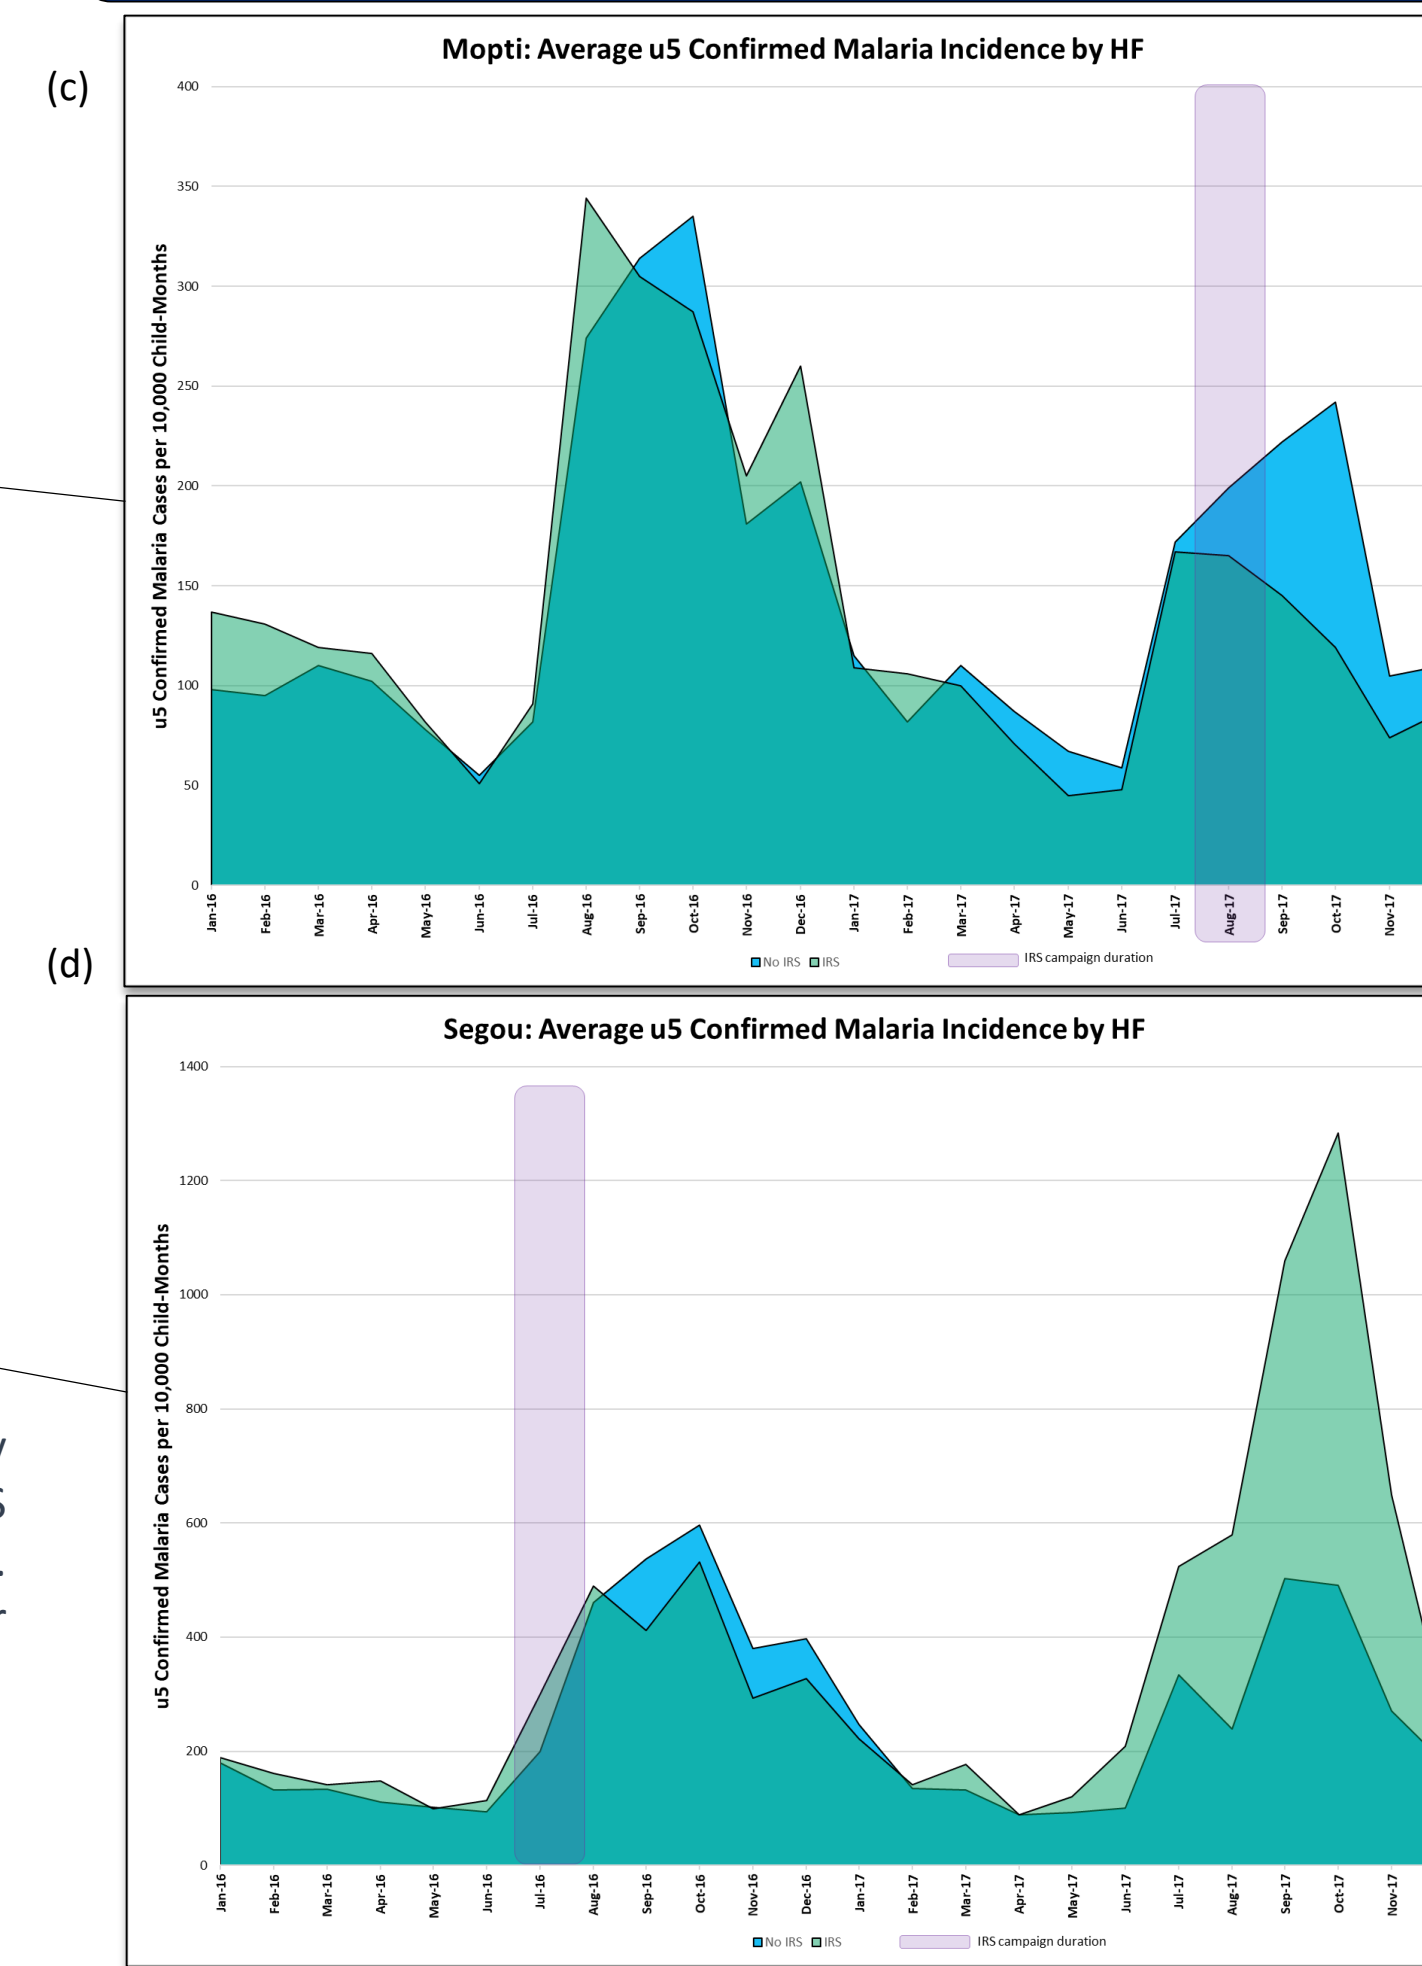 (c)
Mopti: Average u5 Confirmed Malaria Incidence by HF
u5 Confirmed Malaria Cases per 10,000 Child-Months
400
350
300
250
200
150
100
50
0
Jan-16
Feb-16
Mar-16
Apr-16
May-16
Jun-16
Jul-16
Aug-16
Sep-16
Oct-16
Nov-16
Dec-16
Jan-17
Feb-17
Mar-17
Apr-17
May-17
Jun-17
Jul-17
Aug-17
Sep-17
Oct-17
Nov-17
No IRS IRS IRS campaign duration
(d)
Segou: Average u5 Confirmed Malaria Incidence by HF
u5 Confirmed Malaria Cases per 10,000 Child-Months
1400
1200
1000
800
600
400
200
0
Jan-16
Feb-16
Mar-16
Apr-16
May-16
Jun-16
Jul-16
Aug-16
Sep-16
Oct-16
Nov-16
Dec-16
Jan-17
Feb-17
Mar-17
Apr-17
May-17
Jun-17
Jul-17
Aug-17
Sep-17
Oct-17
Nov-17
No IRS IRS IRS campaign duration